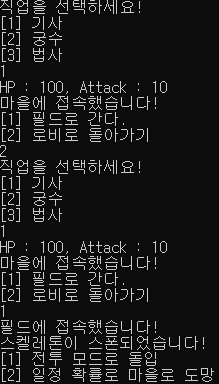 직업을 선택하세요!
[1] 기사
[2] 궁수
[3] 법사
1
HP : 100, Attack : 10
마을에 접속했습니다!
[1] 필드로 간다.
[2] 로비로 돌아가기
2
직업을 선택하세요!
[1] 기사
[2] 궁수
[3] 법사
1
HP : 100, Attack : 10
마을에 접속했습니다!
[1] 필드로 간다.
[2] 로비로 돌아가기
1
필드에 접속했습니다!
스켈레톤이 스폰되었습니다!
[1] 전투 모드로 돌입
[2] 일정 확률로 마을로 도망